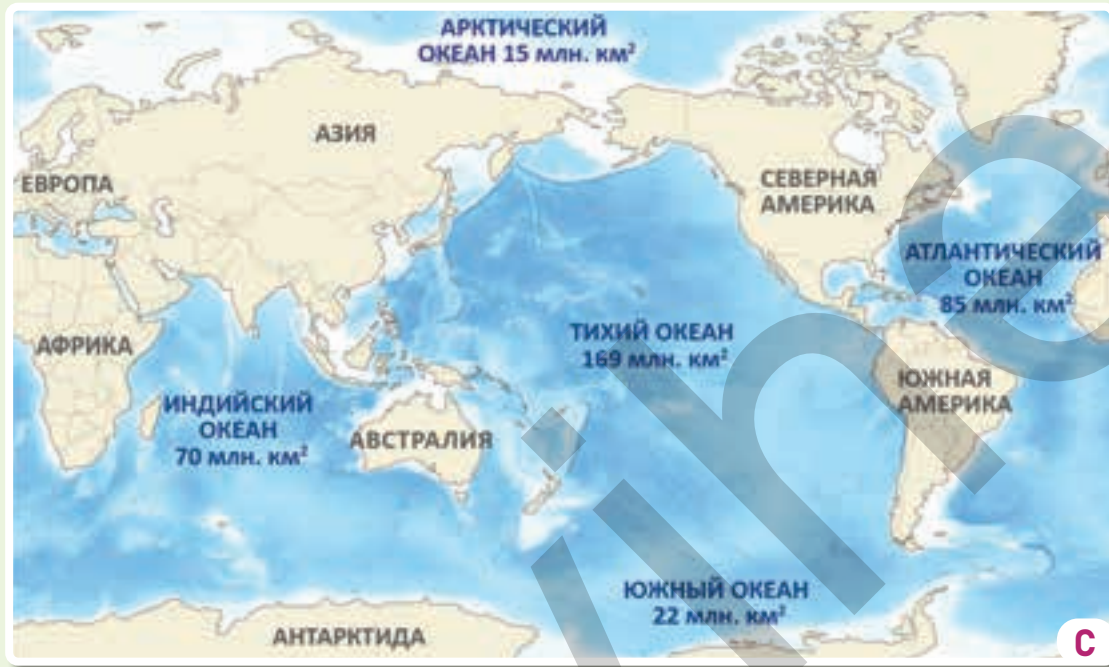 АРКТИЧЕСКИЙ
ОКЕАН 15 млн. км²
АЗИЯ
ЕВРОПА
СЕВЕРНАЯ
АМЕРИКА
АТЛАНТИЧЕСКИЙ
ОКЕАН
85 млн. км²
ТИХИЙ ОКЕАН
169 млн. км²
АФРИКА
ЮЖНАЯ
АМЕРИКА
ИНДИЙСКИЙ
ОКЕАН
70 млн. км²
АВСТРАЛИЯ
ЮЖНЫЙ ОКЕАН
22 млн. км²
АНТАРКТИДА
C